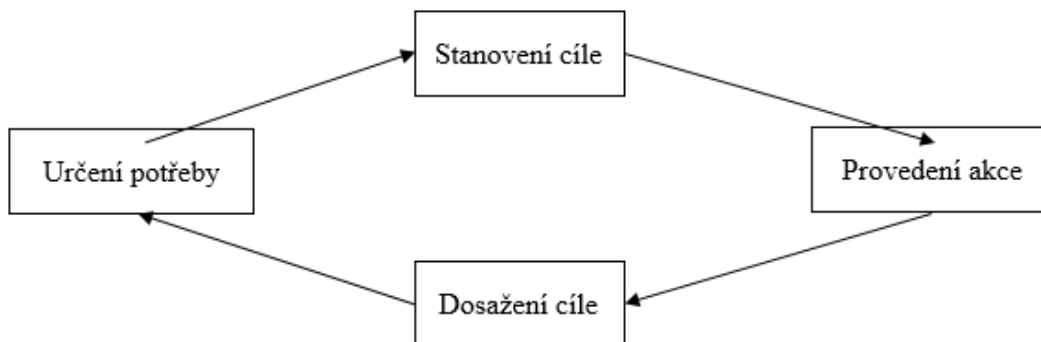 Stanovení cíle
Určení potřeby
Provedení akce
Dosažení cíle